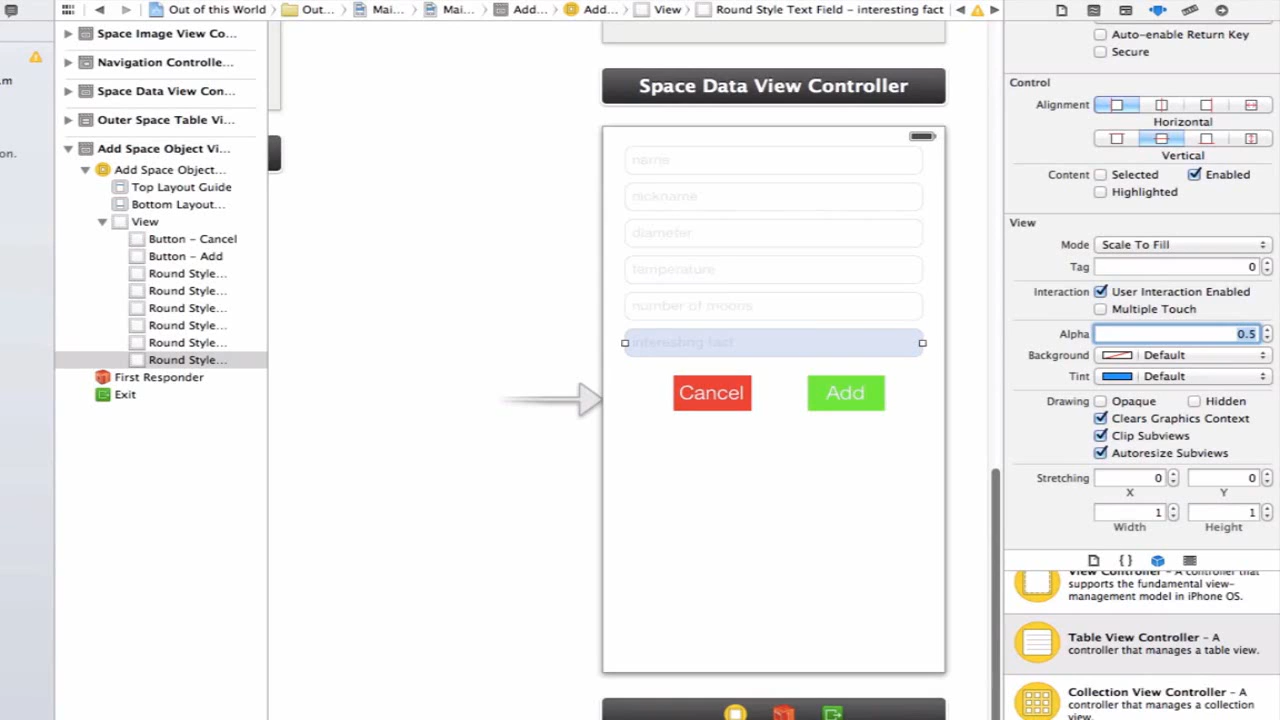 Out of this World
Out...
Mai...
Mai...
Add...
Add...
View
Round Style Text Field – interesting fact
.m
on.
Space Image View Co...
Navigation Controlle...
Space Data View Con...
Outer Space Table Vi...
Add Space Object Vi...
Add Space Object...
Top Layout Guide
Bottom Layout...
View
Button – Cancel
Button – Add
Round Style...
Round Style...
Round Style...
Round Style...
Round Style...
Round Style...
First Responder
Exit
Space Data View Controller
name
nickname
diameter
temperature
number of moons
interesting fact
Cancel
Add
Auto-enable Return Key
Secure
Control
Alignment
Horizontal
Vertical
Content
Selected
Enabled
Highlighted
View
Mode
Scale To Fill
Tag
0
Interaction
User Interaction Enabled
Multiple Touch
Alpha
0.5
Background
Default
Tint
Default
Drawing
Opaque
Hidden
Clears Graphics Context
Clip Subviews
Autoresize Subviews
Stretching
0
0
X
Y
1
1
Width
Height
{ }
View Controller – A controller that
supports the fundamental view-
management model in iPhone OS.
Table View Controller – A
controller that manages a table view.
Collection View Controller – A
controller that manages a collection
view.